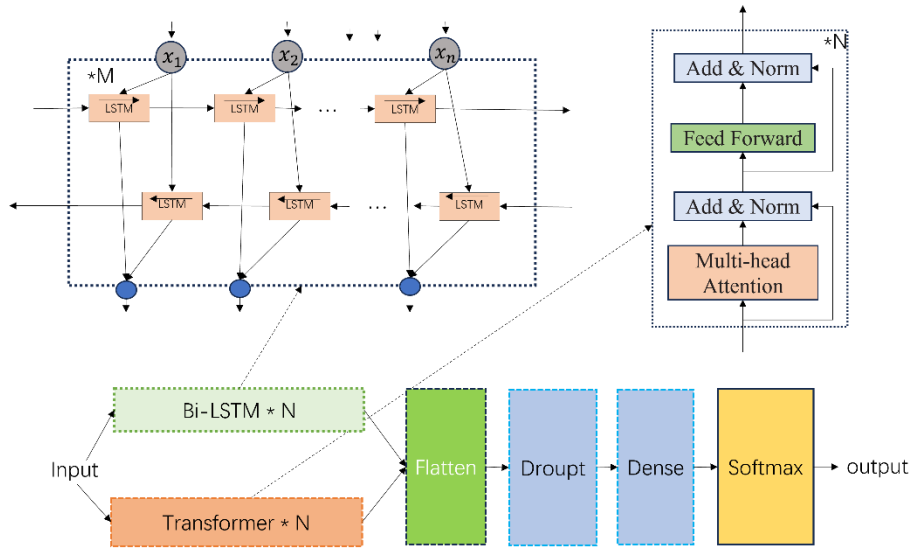 x₁
x₂
xₙ
*M
LSTM
LSTM
...
LSTM
LSTM
LSTM
...
LSTM
*N
Add & Norm
Feed Forward
Add & Norm
Multi-head
Attention
Bi-LSTM * N
Input
Transformer * N
Flatten
Droupt
Dense
Softmax
output